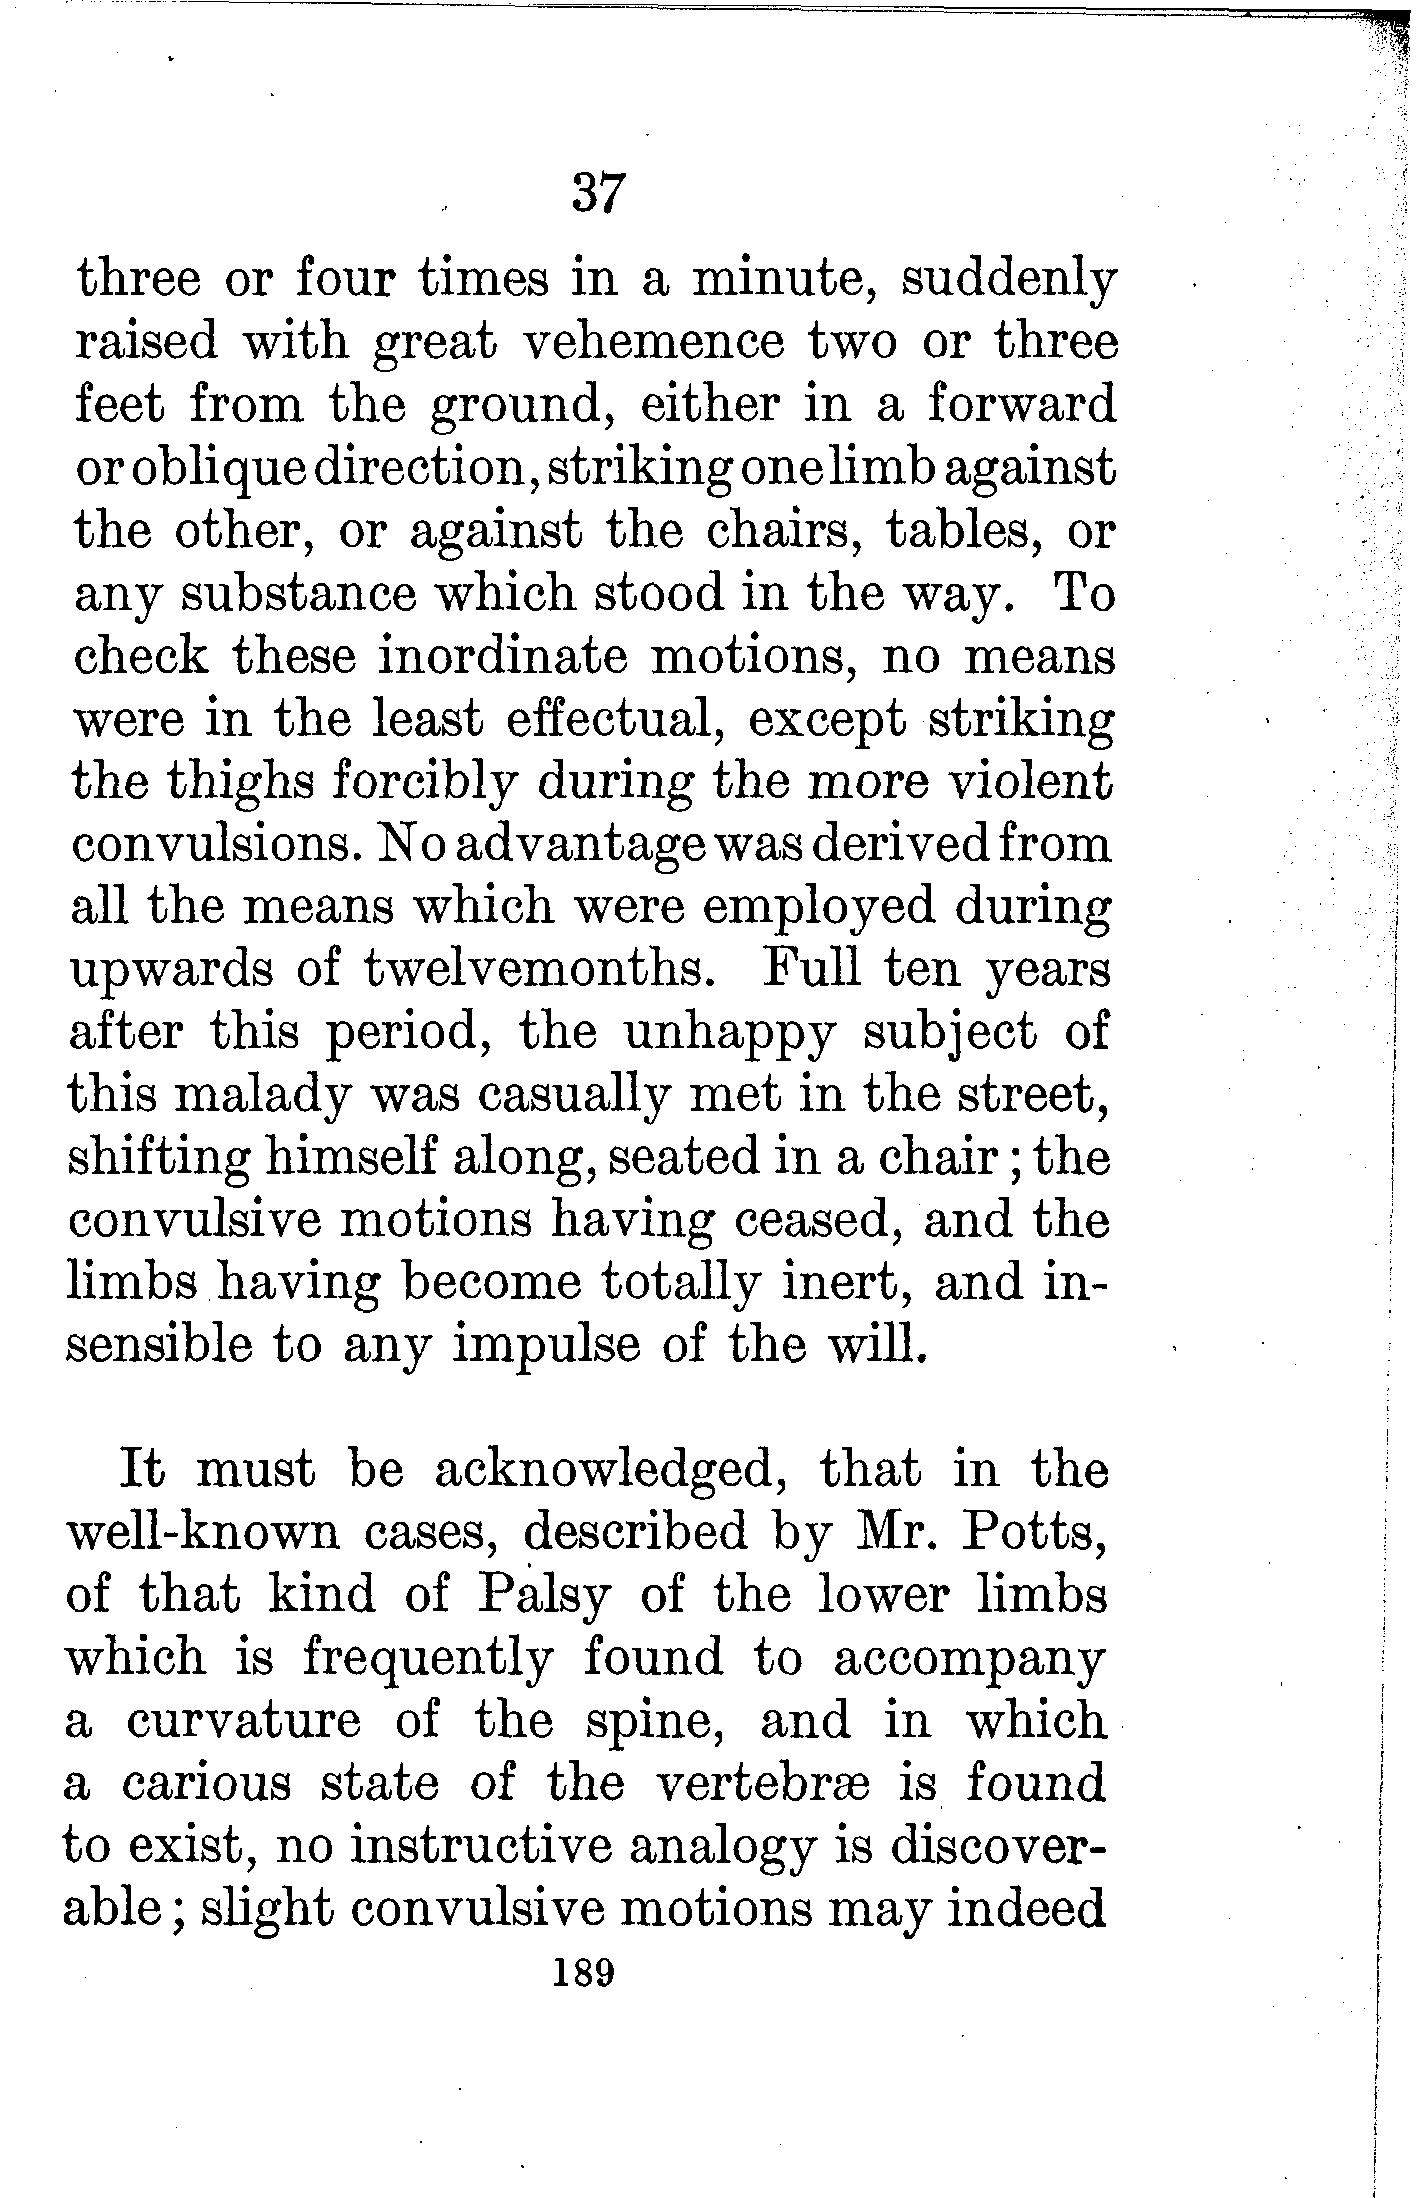 37
three or four times in a minute, suddenly
raised with great vehemence two or three
feet from the ground, either in a forward
or oblique direction, striking one limb against
the other, or against the chairs, tables, or
any substance which stood in the way. To
check these inordinate motions, no means
were in the least effectual, except striking
the thighs forcibly during the more violent
convulsions. No advantage was derived from
all the means which were employed during
upwards of twelvemonths. Full ten years
after this period, the unhappy subject of
this malady was casually met in the street,
shifting himself along, seated in a chair; the
convulsive motions having ceased, and the
limbs having become totally inert, and in-
sensible to any impulse of the will.
It must be acknowledged, that in the
well-known cases, described by Mr. Potts,
of that kind of Palsy of the lower limbs
which is frequently found to accompany
a curvature of the spine, and in which
a carious state of the vertebræ is found
to exist, no instructive analogy is discover-
able; slight convulsive motions may indeed
189